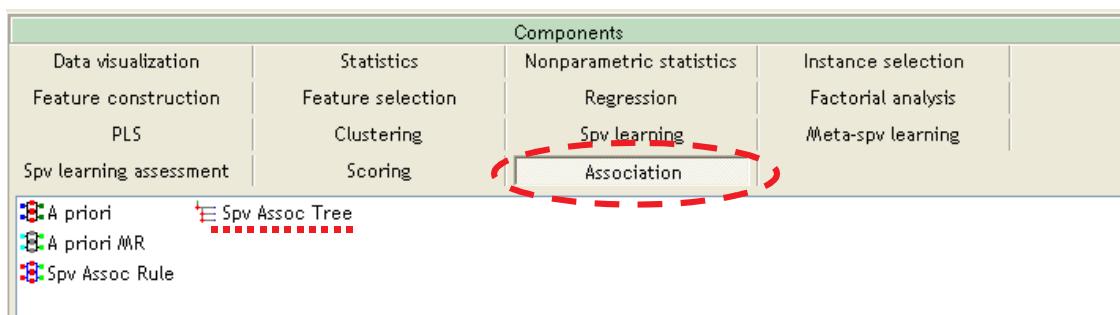 Components
Data visualization Statistics Nonparametric statistics Instance selection
Feature construction Feature selection Regression Factorial analysis
PLS Clustering Spv learning Meta-spv learning
Spv learning assessment Scoring Association
A priori Spv Assoc Tree
A priori MR
Spv Assoc Rule